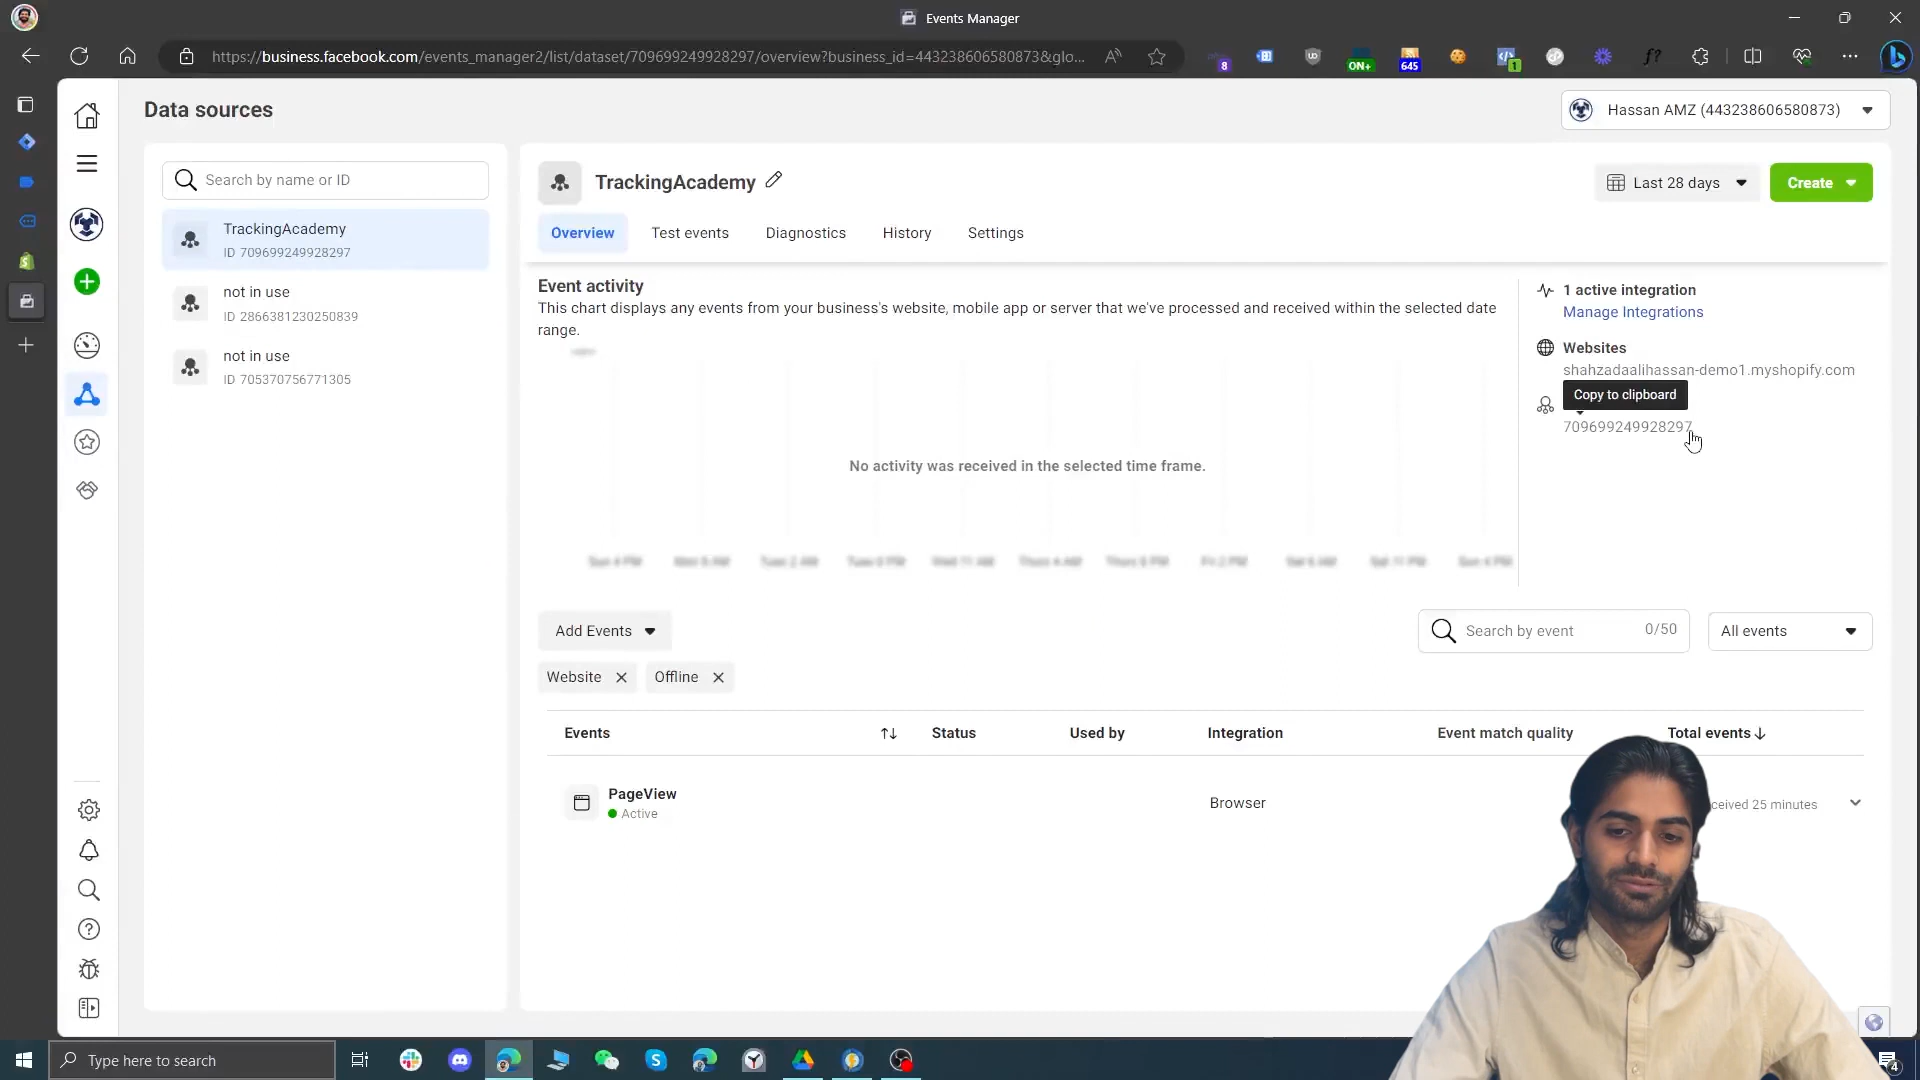 Events Manager
https://business.facebook.com/events_manager2/list/dataset/709699249928297/overview?business_id=443238606580873&glo...
8
ON+
645
1
f?
Data sources
Hassan AMZ (443238606580873)
Search by name or ID
TrackingAcademy
ID 709699249928297
not in use
ID 2866381230250839
not in use
ID 705370756771305
TrackingAcademy
Last 28 days
Create
Overview
Test events
Diagnostics
History
Settings
Event activity
This chart displays any events from your business's website, mobile app or server that we've processed and received within the selected date
range.
No activity was received in the selected time frame.
1 active integration
Manage Integrations
Websites
shahzadaalihassan-demo1.myshopify.com
Copy to clipboard
709699249928297
Add Events
Search by event 0/50
All events
Website
Offline
Events
Status
Used by
Integration
Event match quality
Total events
PageView
Active
Browser
ceived 25 minutes
Type here to search
4